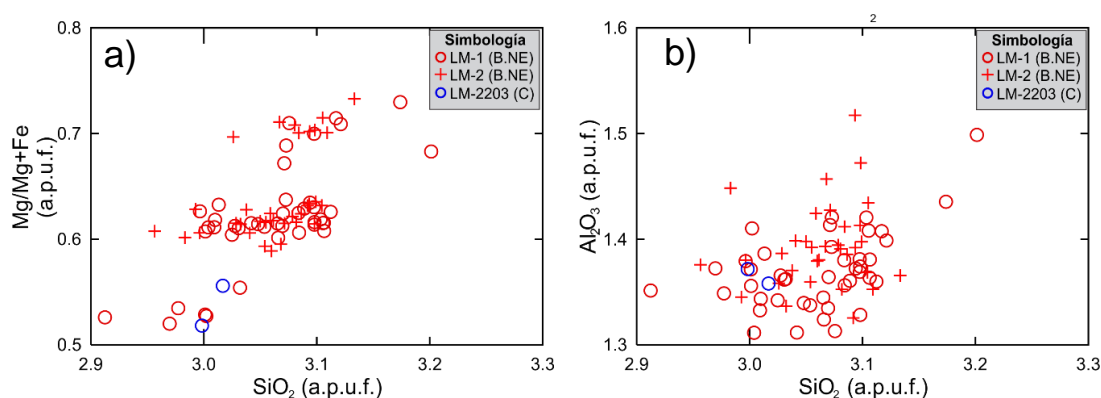 a)
0.8
0.7
0.6
0.5
Mg/Mg+Fe
(a.p.u.f.)
2.9
3.0
3.1
3.2
3.3
SiO₂ (a.p.u.f.)
Simbología
LM-1 (B.NE)
LM-2 (B.NE)
LM-2203 (C)
2
b)
1.6
1.5
1.4
1.3
Al₂O₃ (a.p.u.f.)
2.9
3.0
3.1
3.2
3.3
SiO₂ (a.p.u.f.)
Simbología
LM-1 (B.NE)
LM-2 (B.NE)
LM-2203 (C)